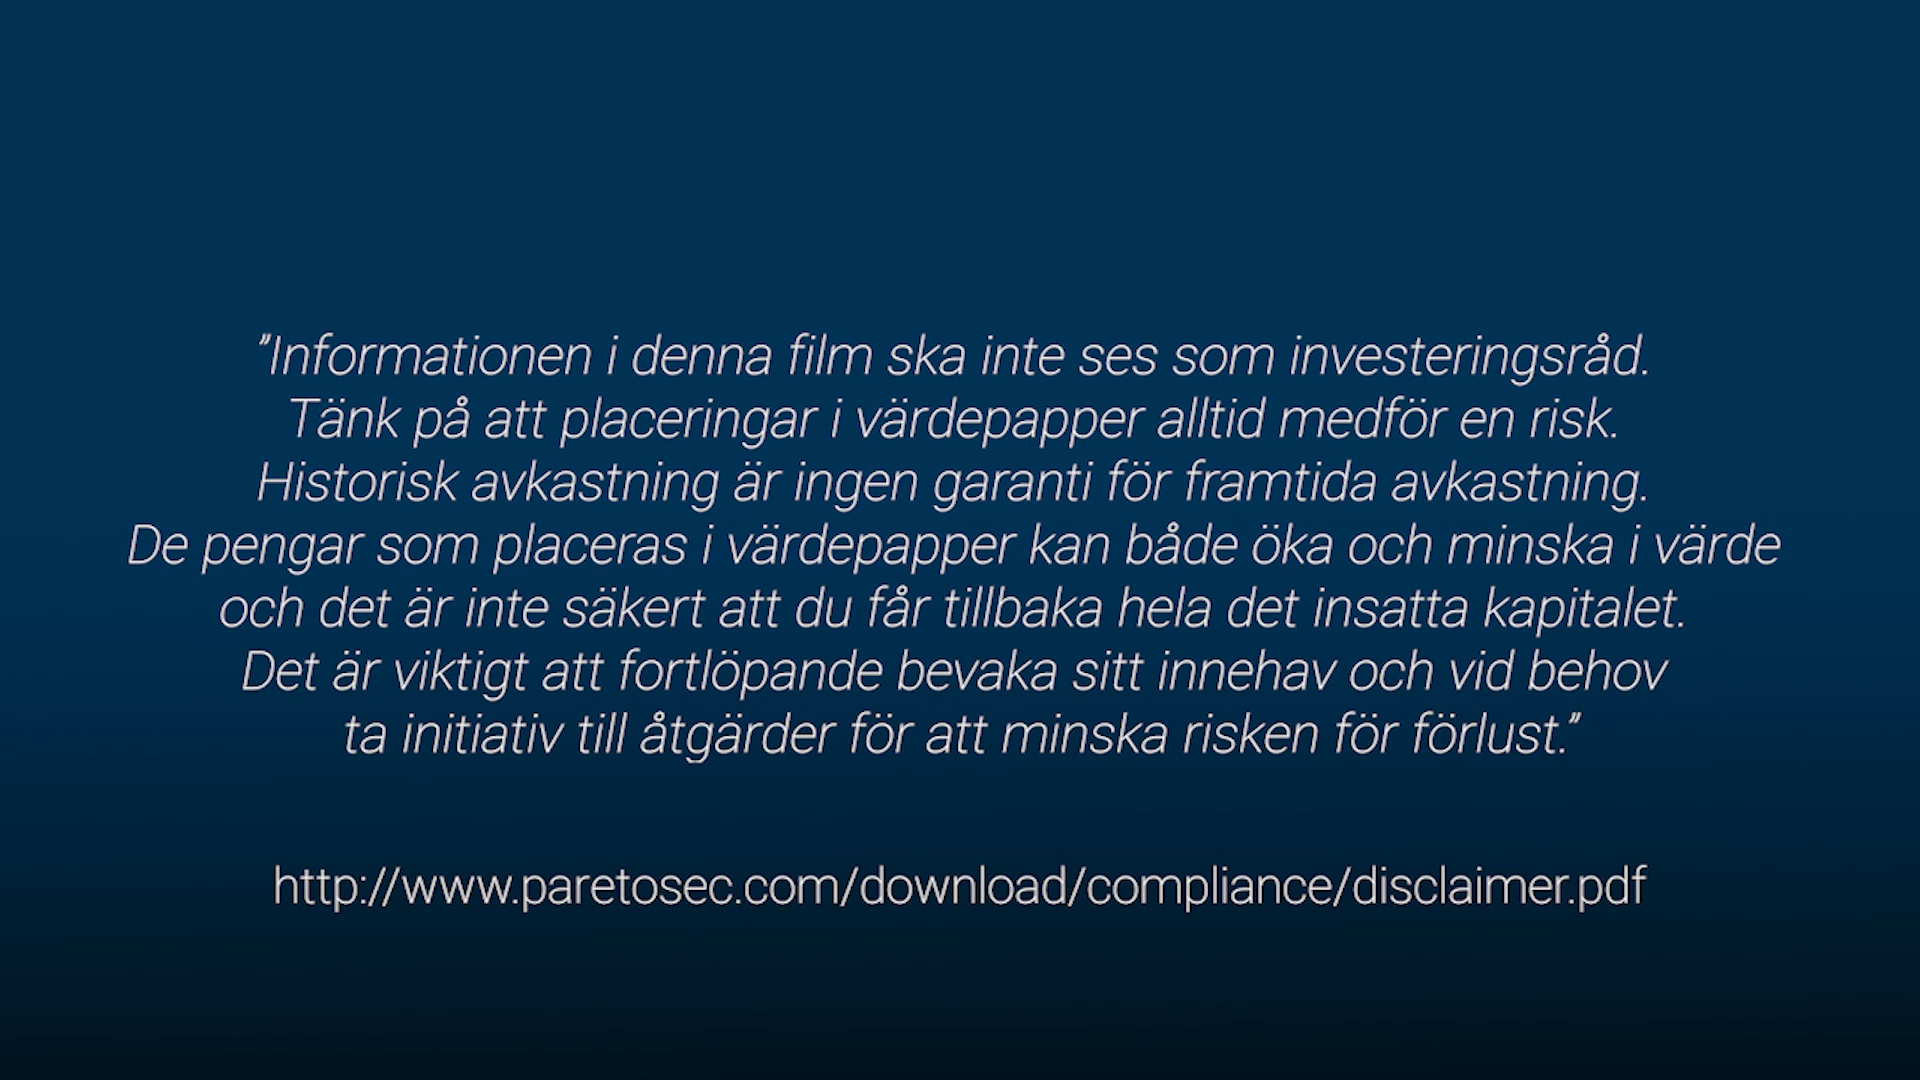 ”Informationen i denna film ska inte ses som investeringsråd.
Tänk på att placeringar i värdepapper alltid medför en risk.
Historisk avkastning är ingen garanti för framtida avkastning.
De pengar som placeras i värdepapper kan både öka och minska i värde
och det är inte säkert att du får tillbaka hela det insatta kapitalet.
Det är viktigt att fortlöpande bevaka sitt innehav och vid behov
ta initiativ till åtgärder för att minska risken för förlust.”
http://www.paretosec.com/download/compliance/disclaimer.pdf